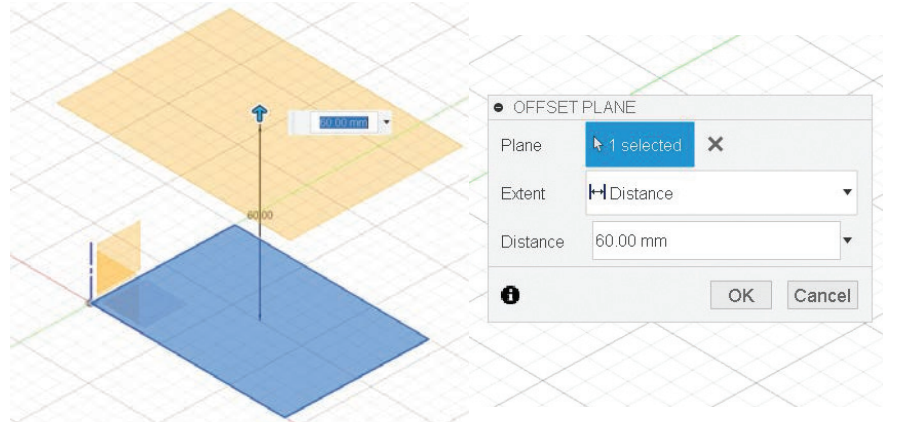 60.00 mm
60.00
OFFSET PLANE
Plane 1 selected
Extent Distance
Distance 60.00 mm
OK Cancel